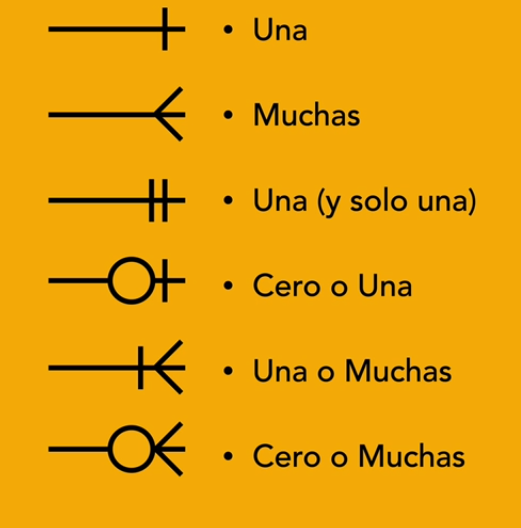 • Una
• Muchas
• Una (y solo una)
• Cero o Una
• Una o Muchas
• Cero o Muchas